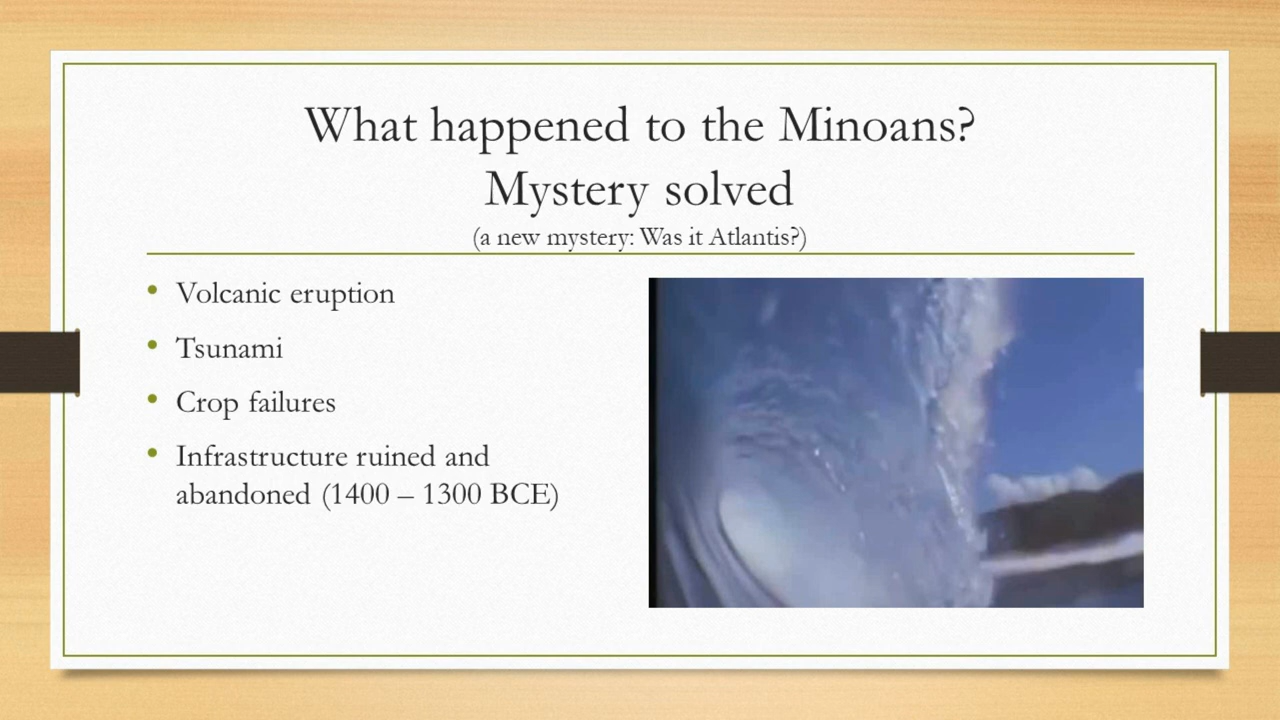 What happened to the Minoans?
Mystery solved
(a new mystery: Was it Atlantis?)
• Volcanic eruption
• Tsunami
• Crop failures
• Infrastructure ruined and
abandoned (1400 – 1300 BCE)